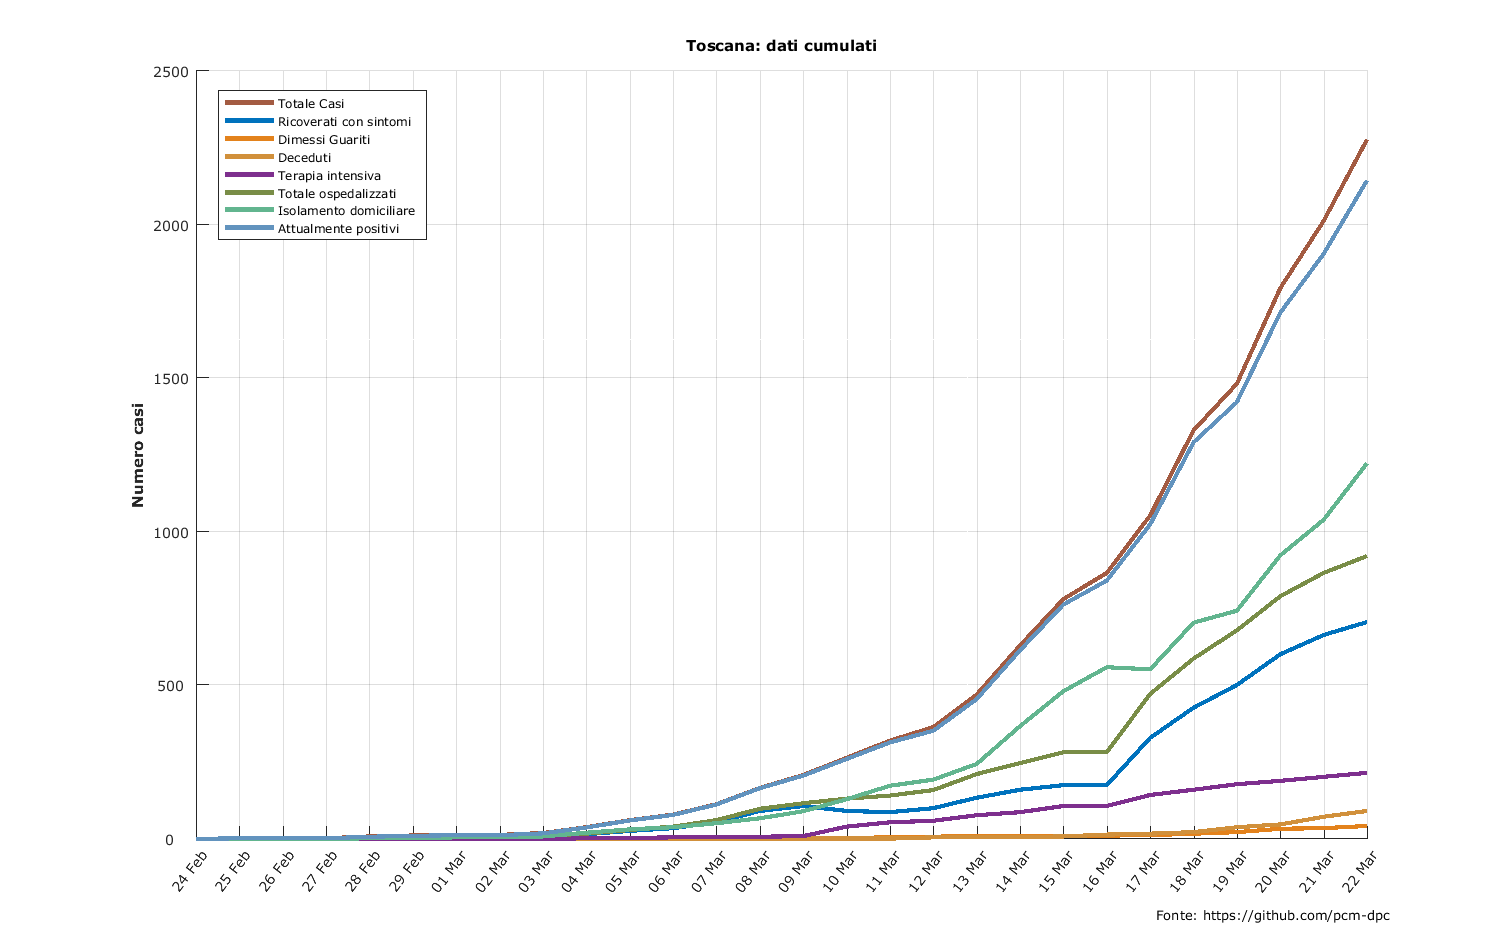 Toscana: dati cumulati
2500
2000
1500
1000
500
0
Numero casi
Totale Casi
Ricoverati con sintomi
Dimessi Guariti
Deceduti
Terapia intensiva
Totale ospedalizzati
Isolamento domiciliare
Attualmente positivi
24 Feb
25 Feb
26 Feb
27 Feb
28 Feb
29 Feb
01 Mar
02 Mar
03 Mar
04 Mar
05 Mar
06 Mar
07 Mar
08 Mar
09 Mar
10 Mar
11 Mar
12 Mar
13 Mar
14 Mar
15 Mar
16 Mar
17 Mar
18 Mar
19 Mar
20 Mar
21 Mar
22 Mar
Fonte: https://github.com/pcm-dpc